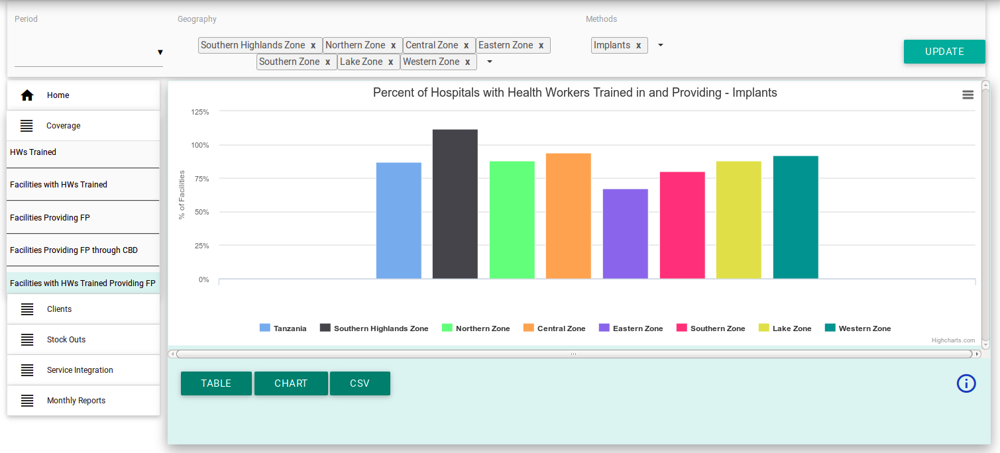 Period
Geography
Methods
Southern Highlands Zone x Northern Zone x Central Zone x Eastern Zone x
Southern Zone x Lake Zone x Western Zone x
Implants x
UPDATE
Home
Coverage
HWs Trained
Facilities with HWs Trained
Facilities Providing FP
Facilities Providing FP through CBD
Facilities with HWs Trained Providing FP
Clients
Stock Outs
Service Integration
Monthly Reports
Percent of Hospitals with Health Workers Trained in and Providing - Implants
% of Facilities
125%
100%
75%
50%
25%
0%
Tanzania Southern Highlands Zone Northern Zone Central Zone Eastern Zone Southern Zone Lake Zone Western Zone
Highcharts.com
TABLE CHART CSV